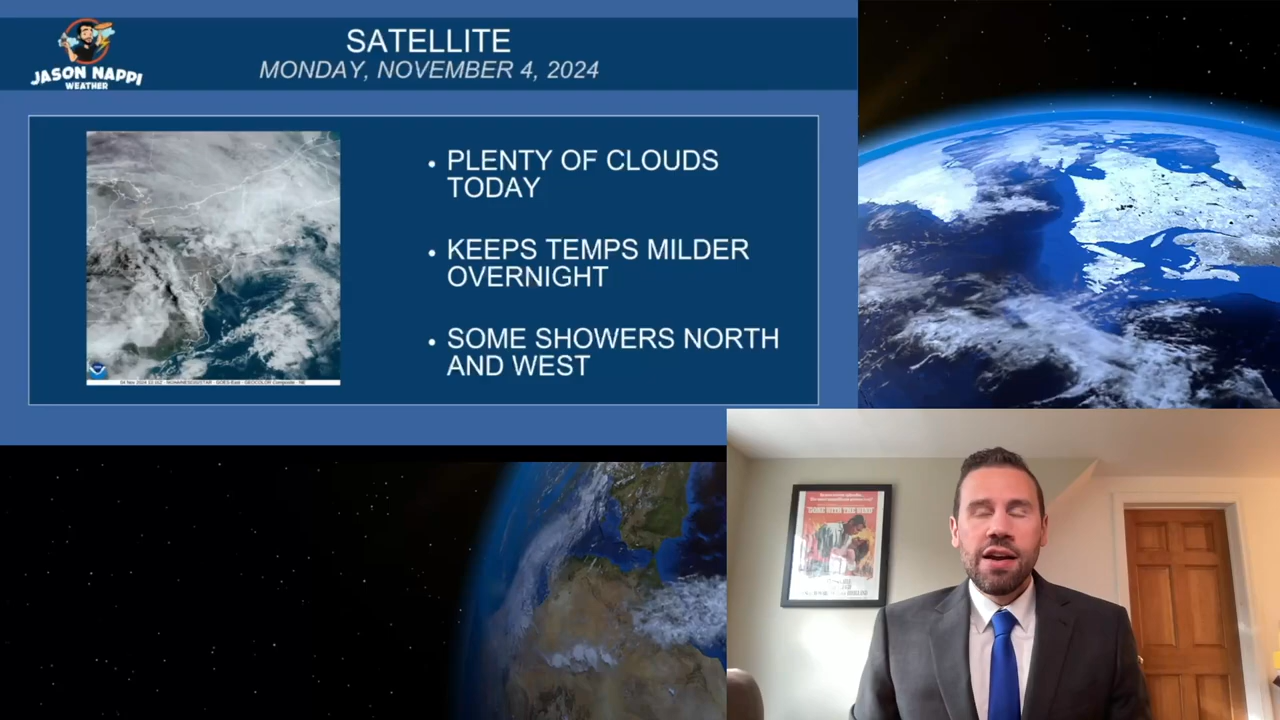 JASON NAPPI
WEATHER
SATELLITE
MONDAY, NOVEMBER 4, 2024
• PLENTY OF CLOUDS
TODAY
• KEEPS TEMPS MILDER
OVERNIGHT
• SOME SHOWERS NORTH
AND WEST
"GONE WITH THE WIND"